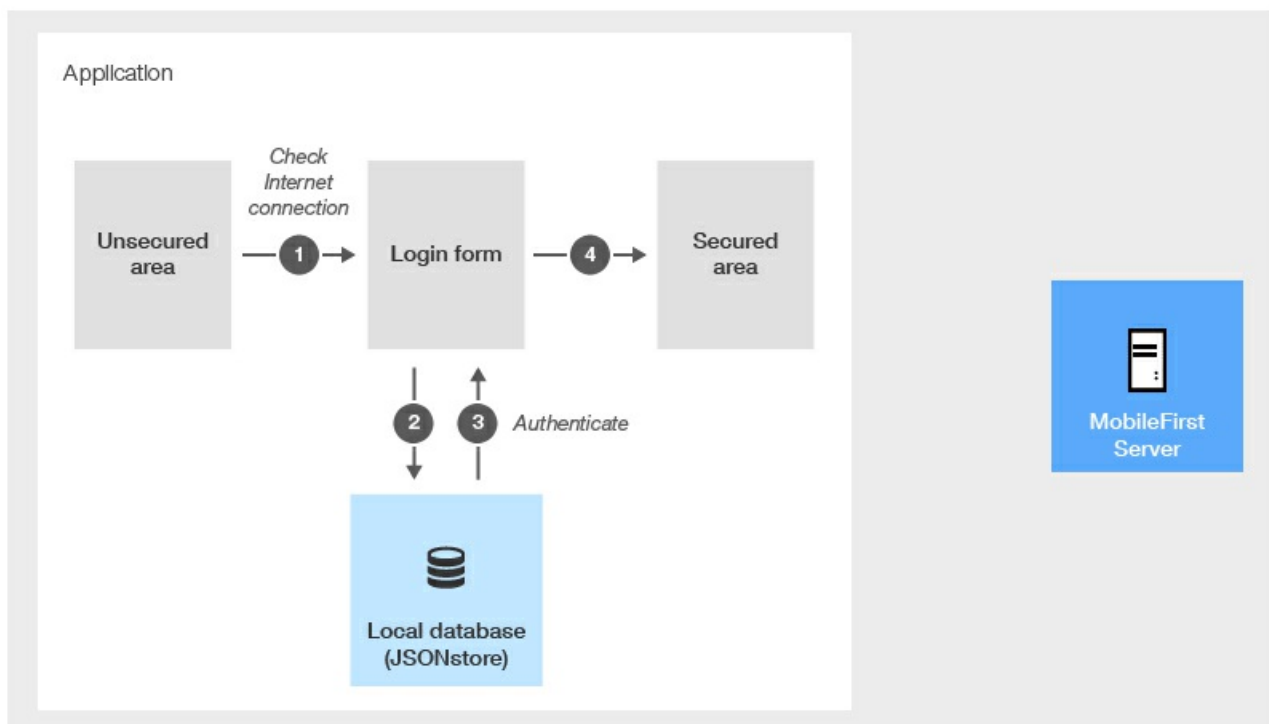 Application
Check
Internet
connection
Unsecured
area
1
Login form
4
Secured
area
2
3
Authenticate
MobileFirst
Server
Local database
(JSONstore)